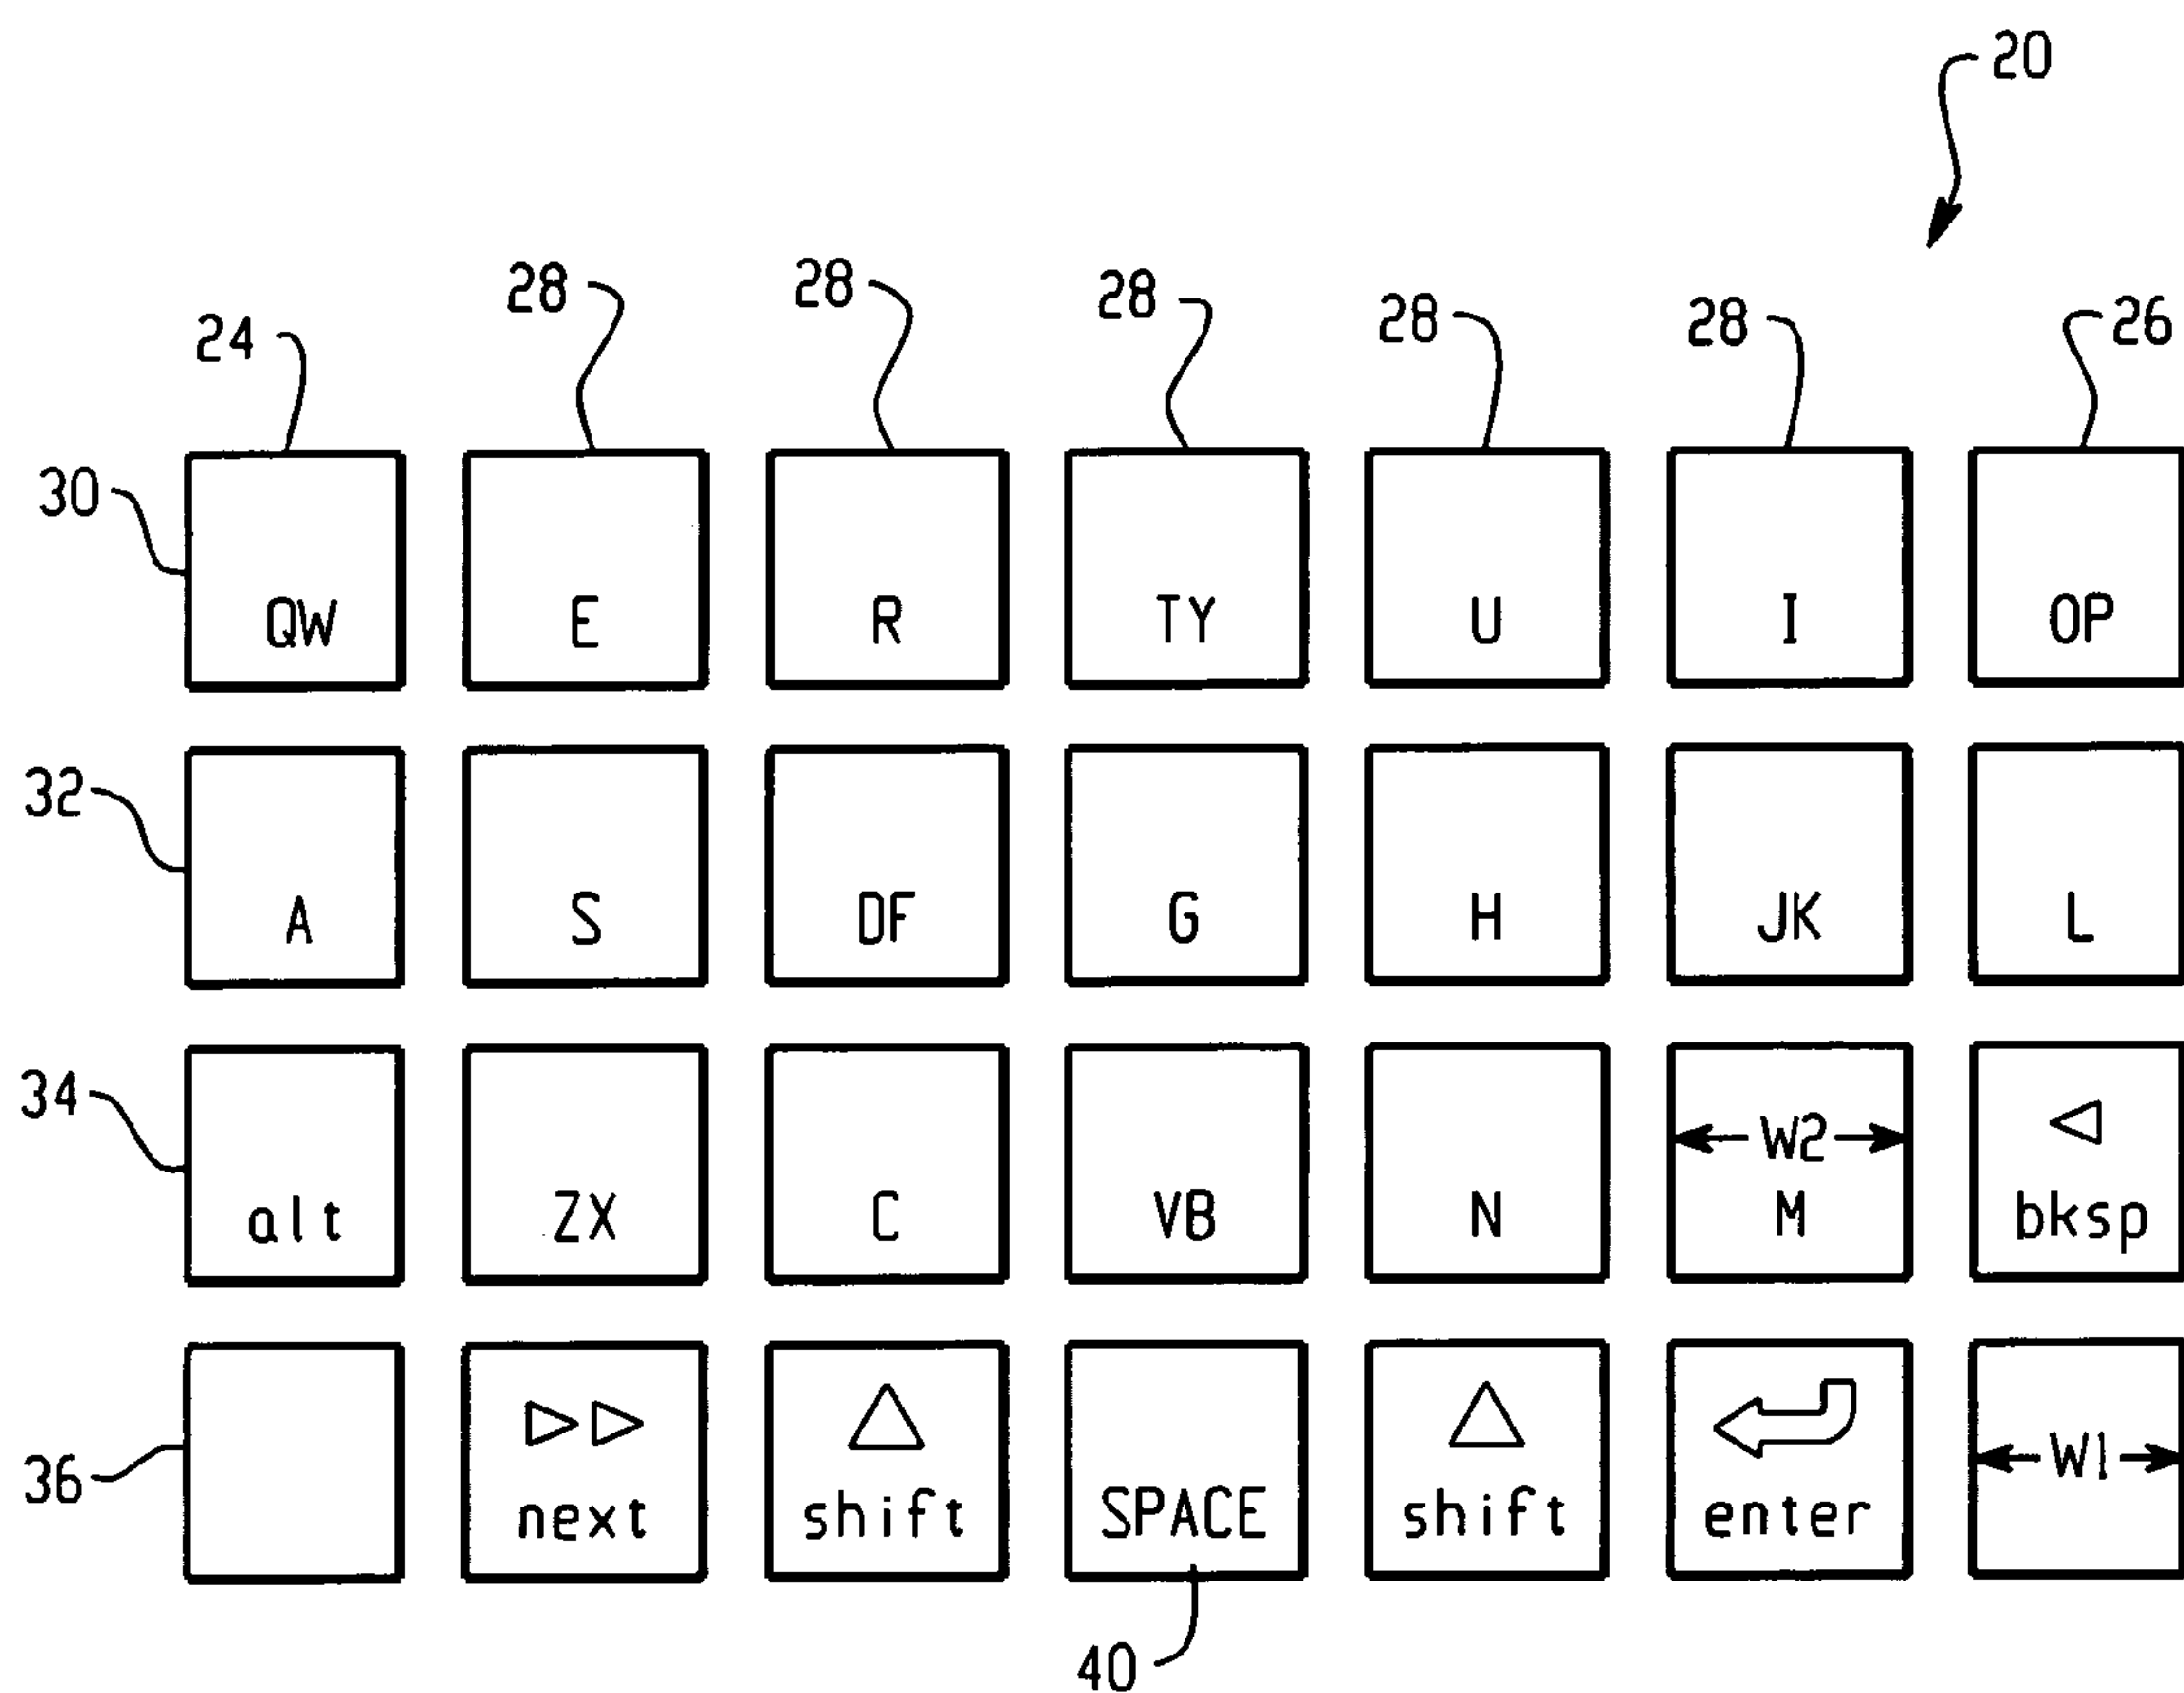 20
24 28 28 28 28 28 26
30
QW E R TY U I OP
32
A S DF G H JK L
34
W2
alt ZX C VB N M bksp
36
W1
next shift SPACE shift enter
40